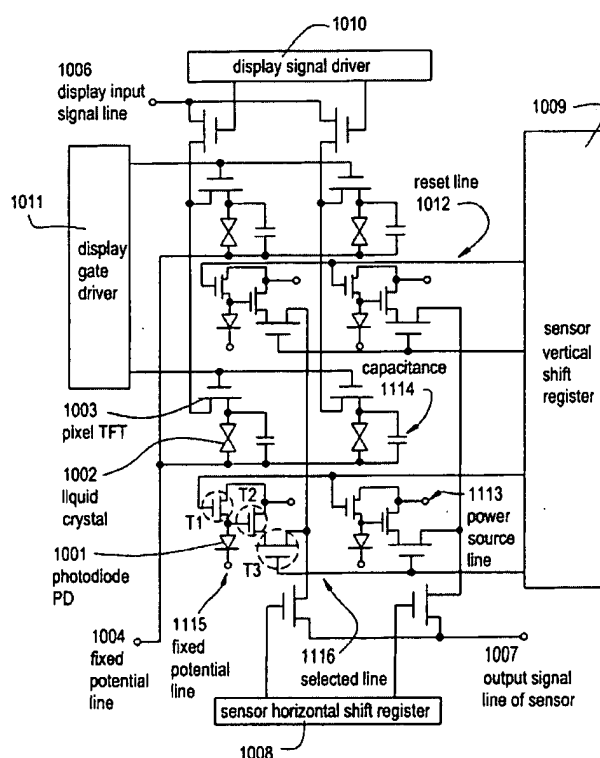 1010
display signal driver
1006
display input
signal line
1009
1011
display
gate
driver
reset line
1012
sensor
vertical
shift
register
capacitance
1114
1003
pixel TFT
1002
liquid
crystal
T1
T2
T3
1113
power
source
line
1001
photodiode
PD
1004
fixed
potential
line
1115
fixed
potential
line
1116
selected line
1007
output signal
line of sensor
sensor horizontal shift register
1008